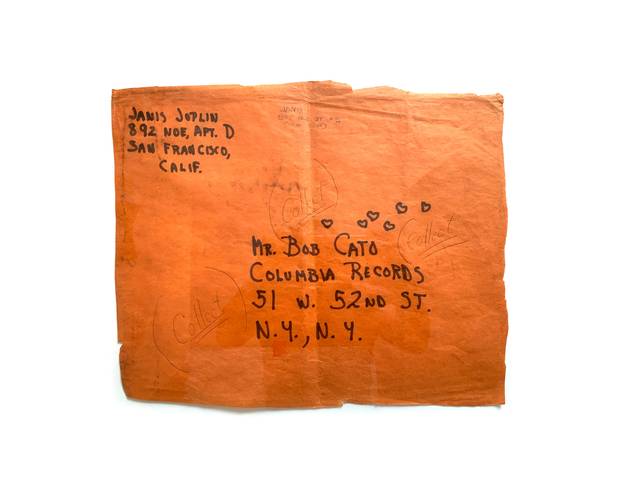 JANIS JOPLIN
892 NOE, APT. D
SAN FRANCISCO,
CALIF.
Collect
Collect
MR. BOB CATO
COLUMBIA RECORDS
51 W. 52ND ST.
N.Y., N.Y.
Collect